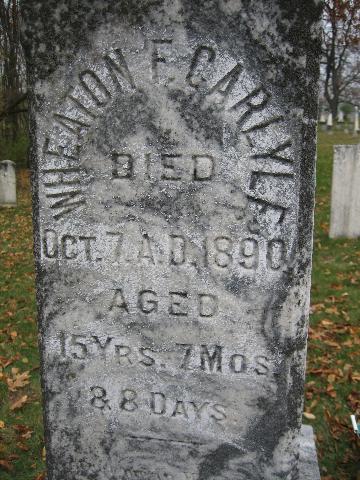 WHEATON F. CARLYLE
DIED
OCT. 7. A.D. 1890
AGED
15 YRS. 7 MOS
& 8 DAYS.